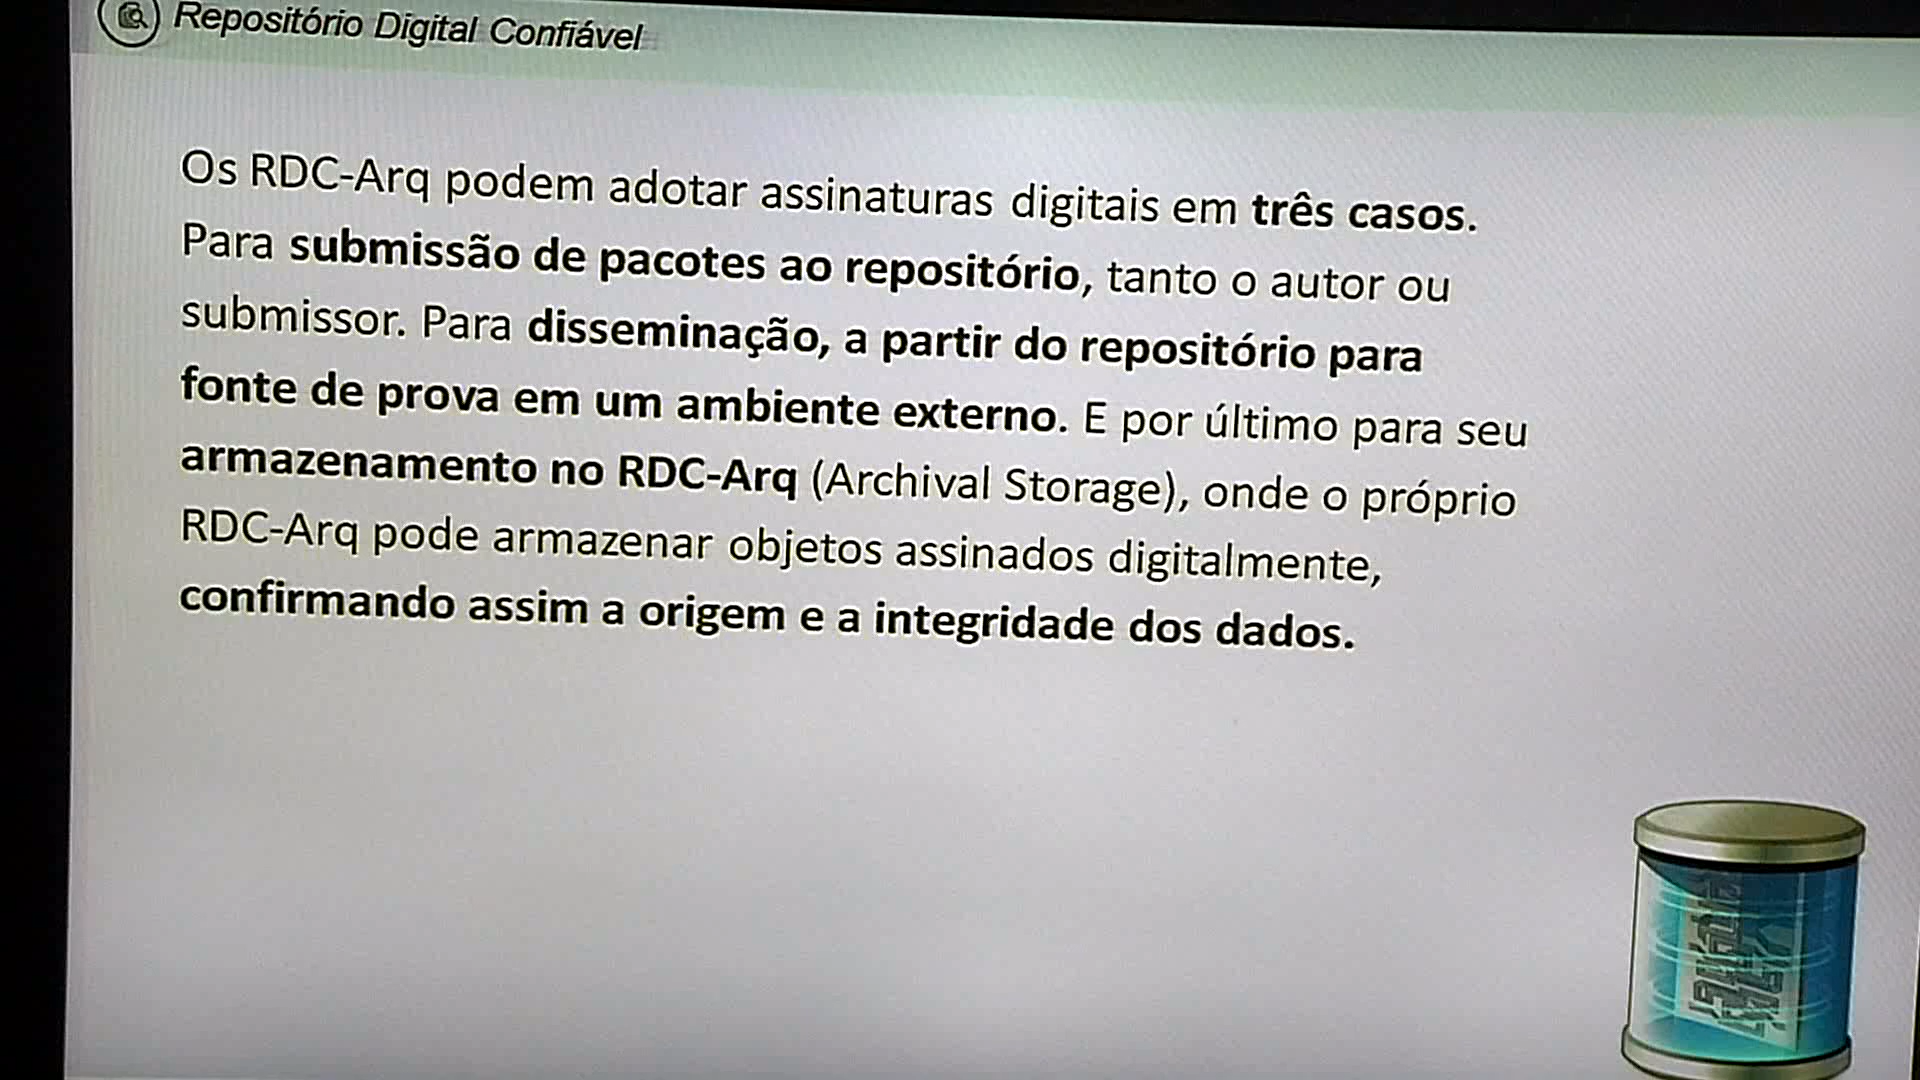 Repositório Digital Confiável
Os RDC-Arq podem adotar assinaturas digitais em três casos.
Para submissão de pacotes ao repositório, tanto o autor ou
submissor. Para disseminação, a partir do repositório para
fonte de prova em um ambiente externo. E por último para seu
armazenamento no RDC-Arq (Archival Storage), onde o próprio
RDC-Arq pode armazenar objetos assinados digitalmente,
confirmando assim a origem e a integridade dos dados.